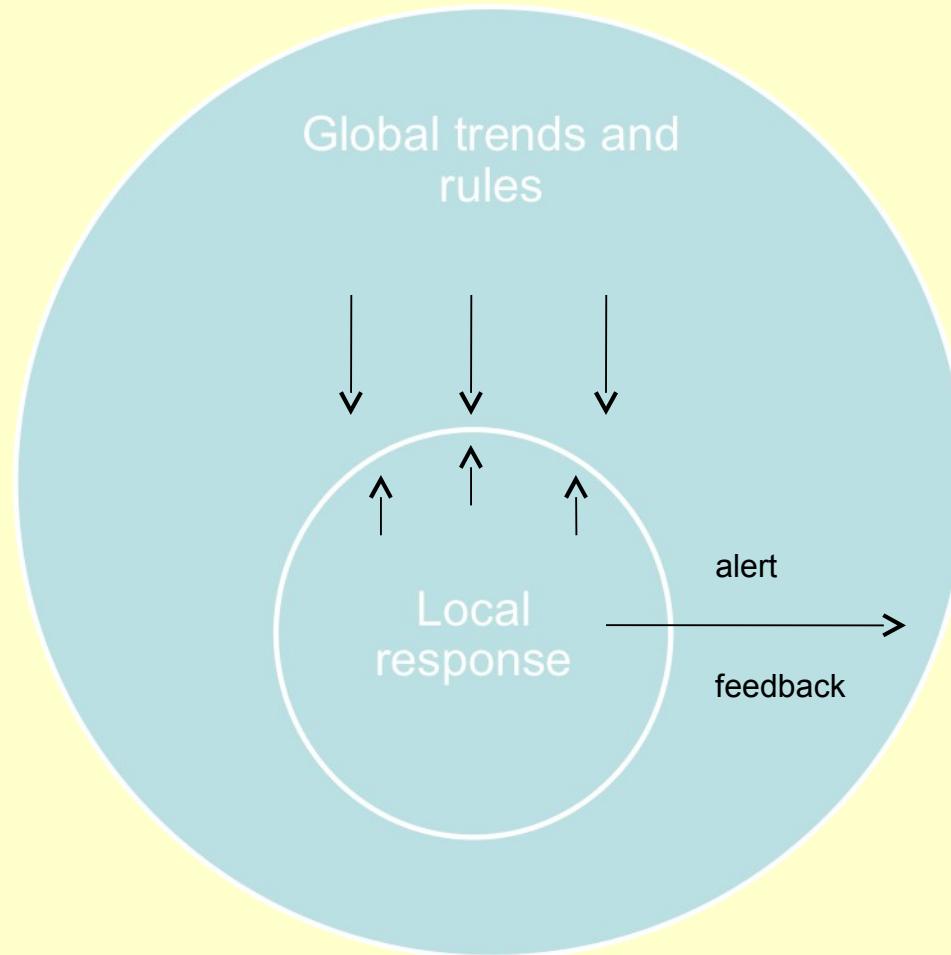 Global trends and
rules
Local
response
alert
feedback